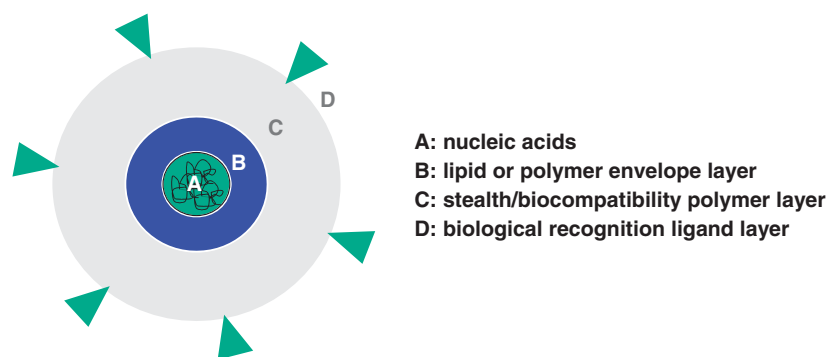 D
C
B
A
A: nucleic acids
B: lipid or polymer envelope layer
C: stealth/biocompatibility polymer layer
D: biological recognition ligand layer